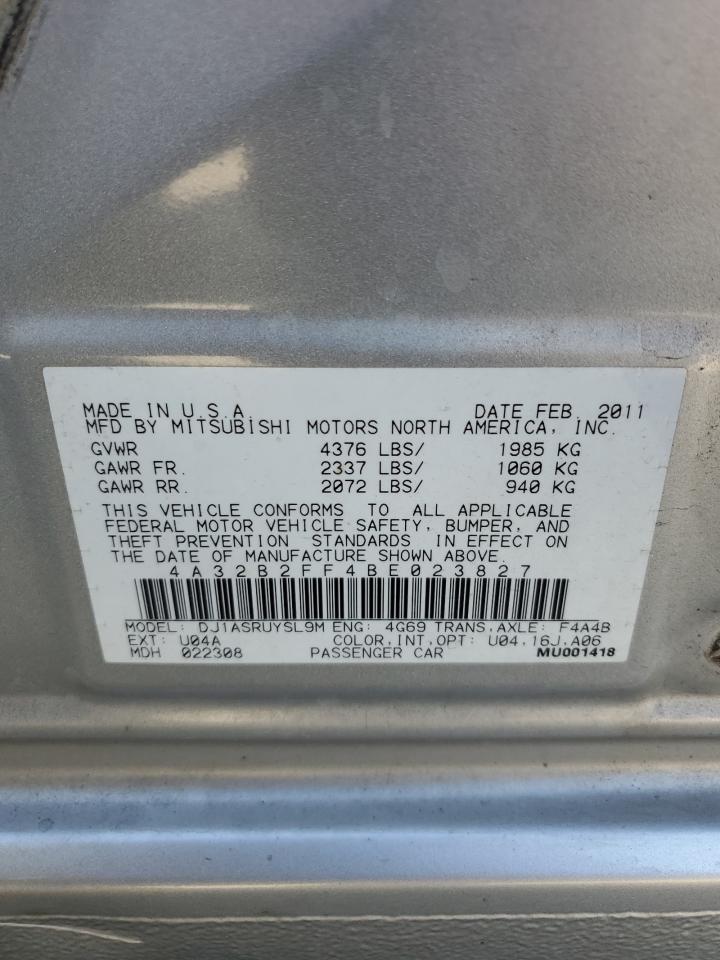 MADE IN U.S.A. DATE FEB. 2011
MFD BY MITSUBISHI MOTORS NORTH AMERICA, INC.
GVWR 4376 LBS/ 1985 KG
GAWR FR. 2337 LBS/ 1060 KG
GAWR RR. 2072 LBS/ 940 KG
THIS VEHICLE CONFORMS TO ALL APPLICABLE
FEDERAL MOTOR VEHICLE SAFETY, BUMPER, AND
THEFT PREVENTION STANDARDS IN EFFECT ON
THE DATE OF MANUFACTURE SHOWN ABOVE.
4A32B2FF4BE023827
MODEL: DJ1ASRUYSL9M ENG: 4G69 TRANS.AXLE: F4A4B
EXT: U04A COLOR,INT,OPT: U04,16J,A06
MDH 022308 PASSENGER CAR MU001418